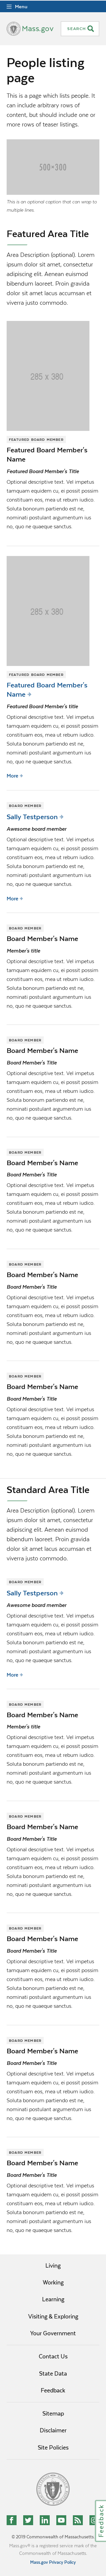 Menu
Mass.gov
SEARCH
People listing
page
This is a page which lists people. It
can include arbitrary rows of
content, but should include one or
more rows of tease listings.
500×300
This is an optional caption that can wrap to
multiple lines.
Featured Area Title
Area Description (optional). Lorem
ipsum dolor sit amet, consectetur
adipiscing elit. Aenean euismod
bibendum laoreet. Proin gravida
dolor sit amet lacus accumsan et
viverra justo commodo.
285 x 380
FEATURED BOARD MEMBER
Featured Board Member's
Name
Featured Board Member's Title
Optional descriptive text. Vel impetus
tamquam equidem cu, ei possit possim
constituam eos, mea ut rebum iudico.
Soluta bonorum partiendo et his, ne
nominati postulant argumentum ius
no, quo ne quaeque sanctus.
285 x 380
FEATURED BOARD MEMBER
Featured Board Member's
Name
Featured Board Member's title
Optional descriptive text. Vel impetus
tamquam equidem cu, ei possit possim
constituam eos, mea ut rebum iudico.
Soluta bonorum partiendo et his, ne
nominati postulant argumentum ius
no, quo ne quaeque sanctus.
More
BOARD MEMBER
Sally Testperson
Awesome board member
Optional descriptive text. Vel impetus
tamquam equidem cu, ei possit possim
constituam eos, mea ut rebum iudico.
Soluta bonorum partiendo et his, ne
nominati postulant argumentum ius
no, quo ne quaeque sanctus.
More
BOARD MEMBER
Board Member's Name
Member's title
Optional descriptive text. Vel impetus
tamquam equidem cu, ei possit possim
constituam eos, mea ut rebum iudico.
Soluta bonorum partiendo et his, ne
nominati postulant argumentum ius
no, quo ne quaeque sanctus.
BOARD MEMBER
Board Member's Name
Board Member's Title
Optional descriptive text. Vel impetus
tamquam equidem cu, ei possit possim
constituam eos, mea ut rebum iudico.
Soluta bonorum partiendo et his, ne
nominati postulant argumentum ius
no, quo ne quaeque sanctus.
BOARD MEMBER
Board Member's Name
Board Member's Title
Optional descriptive text. Vel impetus
tamquam equidem cu, ei possit possim
constituam eos, mea ut rebum iudico.
Soluta bonorum partiendo et his, ne
nominati postulant argumentum ius
no, quo ne quaeque sanctus.
BOARD MEMBER
Board Member's Name
Board Member's Title
Optional descriptive text. Vel impetus
tamquam equidem cu, ei possit possim
constituam eos, mea ut rebum iudico.
Soluta bonorum partiendo et his, ne
nominati postulant argumentum ius
no, quo ne quaeque sanctus.
BOARD MEMBER
Board Member's Name
Board Member's Title
Optional descriptive text. Vel impetus
tamquam equidem cu, ei possit possim
constituam eos, mea ut rebum iudico.
Soluta bonorum partiendo et his, ne
nominati postulant argumentum ius
no, quo ne quaeque sanctus.
Standard Area Title
Area Description (optional). Lorem
ipsum dolor sit amet, consectetur
adipiscing elit. Aenean euismod
bibendum laoreet. Proin gravida
dolor sit amet lacus accumsan et
viverra justo commodo.
BOARD MEMBER
Sally Testperson
Awesome board member
Optional descriptive text. Vel impetus
tamquam equidem cu, ei possit possim
constituam eos, mea ut rebum iudico.
Soluta bonorum partiendo et his, ne
nominati postulant argumentum ius
no, quo ne quaeque sanctus.
More
BOARD MEMBER
Board Member's Name
Member's title
Optional descriptive text. Vel impetus
tamquam equidem cu, ei possit possim
constituam eos, mea ut rebum iudico.
Soluta bonorum partiendo et his, ne
nominati postulant argumentum ius
no, quo ne quaeque sanctus.
BOARD MEMBER
Board Member's Name
Board Member's Title
Optional descriptive text. Vel impetus
tamquam equidem cu, ei possit possim
constituam eos, mea ut rebum iudico.
Soluta bonorum partiendo et his, ne
nominati postulant argumentum ius
no, quo ne quaeque sanctus.
BOARD MEMBER
Board Member's Name
Board Member's Title
Optional descriptive text. Vel impetus
tamquam equidem cu, ei possit possim
constituam eos, mea ut rebum iudico.
Soluta bonorum partiendo et his, ne
nominati postulant argumentum ius
no, quo ne quaeque sanctus.
BOARD MEMBER
Board Member's Name
Board Member's Title
Optional descriptive text. Vel impetus
tamquam equidem cu, ei possit possim
constituam eos, mea ut rebum iudico.
Soluta bonorum partiendo et his, ne
nominati postulant argumentum ius
no, quo ne quaeque sanctus.
BOARD MEMBER
Board Member's Name
Board Member's Title
Optional descriptive text. Vel impetus
tamquam equidem cu, ei possit possim
constituam eos, mea ut rebum iudico.
Soluta bonorum partiendo et his, ne
nominati postulant argumentum ius
no, quo ne quaeque sanctus.
Living
Working
Learning
Visiting & Exploring
Your Government
Contact Us
State Data
Feedback
Sitemap
Disclaimer
Site Policies
Feedback
© 2019 Commonwealth of Massachusetts.
Mass.gov® is a registered service mark of the
Commonwealth of Massachusetts.
Mass.gov Privacy Policy